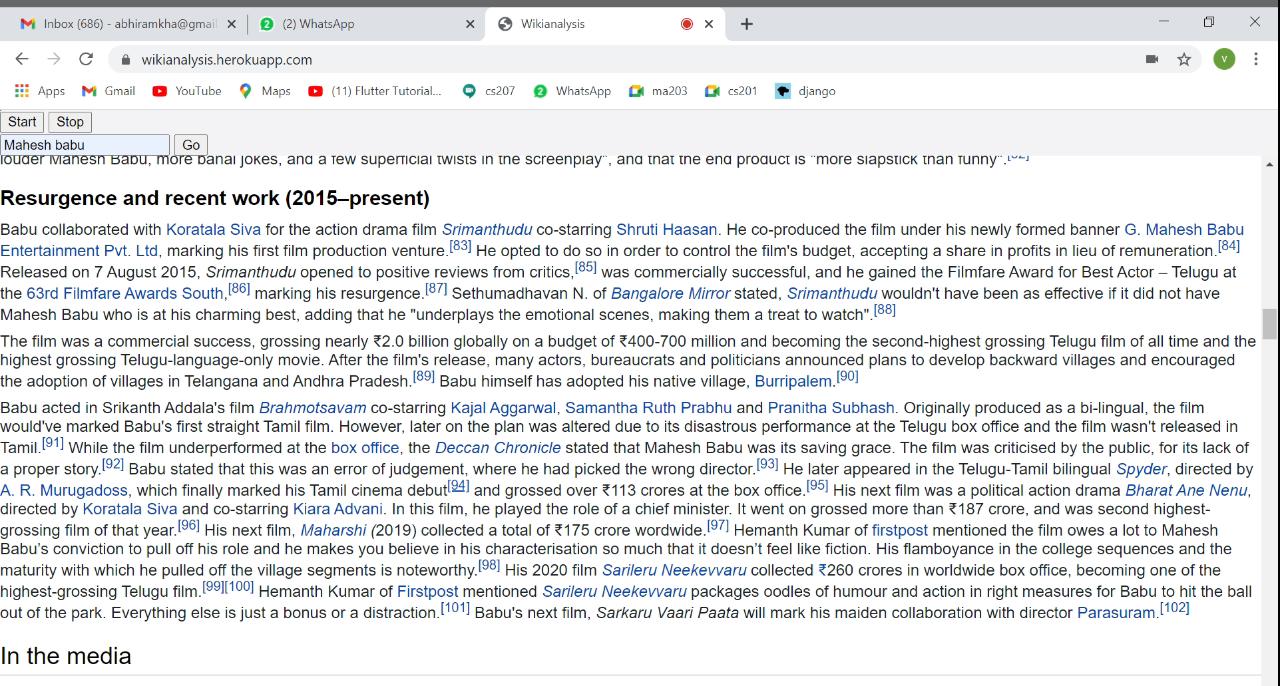 Inbox (686) - abhiramkha@gmai
(2) WhatsApp
Wikianalysis
wikianalysis.herokuapp.com
V
Apps Gmail YouTube Maps (11) Flutter Tutorial... cs207 WhatsApp ma203 cs201 django
Start Stop
Mahesh babu Go
louder Mahesh Babu, more banal jokes, and a few superficial twists in the screenplay", and that the end product is "more slapstick than funny".[82]
Resurgence and recent work (2015–present)
Babu collaborated with Koratala Siva for the action drama film Srimanthudu co-starring Shruti Haasan. He co-produced the film under his newly formed banner G. Mahesh Babu
Entertainment Pvt. Ltd, marking his first film production venture.[83] He opted to do so in order to control the film's budget, accepting a share in profits in lieu of remuneration.[84]
Released on 7 August 2015, Srimanthudu opened to positive reviews from critics,[85] was commercially successful, and he gained the Filmfare Award for Best Actor – Telugu at
the 63rd Filmfare Awards South,[86] marking his resurgence.[87] Sethumadhavan N. of Bangalore Mirror stated, Srimanthudu wouldn't have been as effective if it did not have
Mahesh Babu who is at his charming best, adding that he "underplays the emotional scenes, making them a treat to watch".[88]
The film was a commercial success, grossing nearly ₹2.0 billion globally on a budget of ₹400-700 million and becoming the second-highest grossing Telugu film of all time and the
highest grossing Telugu-language-only movie. After the film's release, many actors, bureaucrats and politicians announced plans to develop backward villages and encouraged
the adoption of villages in Telangana and Andhra Pradesh.[89] Babu himself has adopted his native village, Burripalem.[90]
Babu acted in Srikanth Addala's film Brahmotsavam co-starring Kajal Aggarwal, Samantha Ruth Prabhu and Pranitha Subhash. Originally produced as a bi-lingual, the film
would've marked Babu's first straight Tamil film. However, later on the plan was altered due to its disastrous performance at the Telugu box office and the film wasn't released in
Tamil.[91] While the film underperformed at the box office, the Deccan Chronicle stated that Mahesh Babu was its saving grace. The film was criticised by the public, for its lack of
a proper story.[92] Babu stated that this was an error of judgement, where he had picked the wrong director.[93] He later appeared in the Telugu-Tamil bilingual Spyder, directed by
A. R. Murugadoss, which finally marked his Tamil cinema debut[94] and grossed over ₹113 crores at the box office.[95] His next film was a political action drama Bharat Ane Nenu,
directed by Koratala Siva and co-starring Kiara Advani. In this film, he played the role of a chief minister. It went on grossed more than ₹187 crore, and was second highest-
grossing film of that year.[96] His next film, Maharshi (2019) collected a total of ₹175 crore wordwide.[97] Hemanth Kumar of firstpost mentioned the film owes a lot to Mahesh
Babu’s conviction to pull off his role and he makes you believe in his characterisation so much that it doesn’t feel like fiction. His flamboyance in the college sequences and the
maturity with which he pulled off the village segments is noteworthy.[98] His 2020 film Sarileru Neekevvaru collected ₹260 crores in worldwide box office, becoming one of the
highest-grossing Telugu film.[99][100] Hemanth Kumar of Firstpost mentioned Sarileru Neekevvaru packages oodles of humour and action in right measures for Babu to hit the ball
out of the park. Everything else is just a bonus or a distraction.[101] Babu's next film, Sarkaru Vaari Paata will mark his maiden collaboration with director Parasuram.[102]
In the media